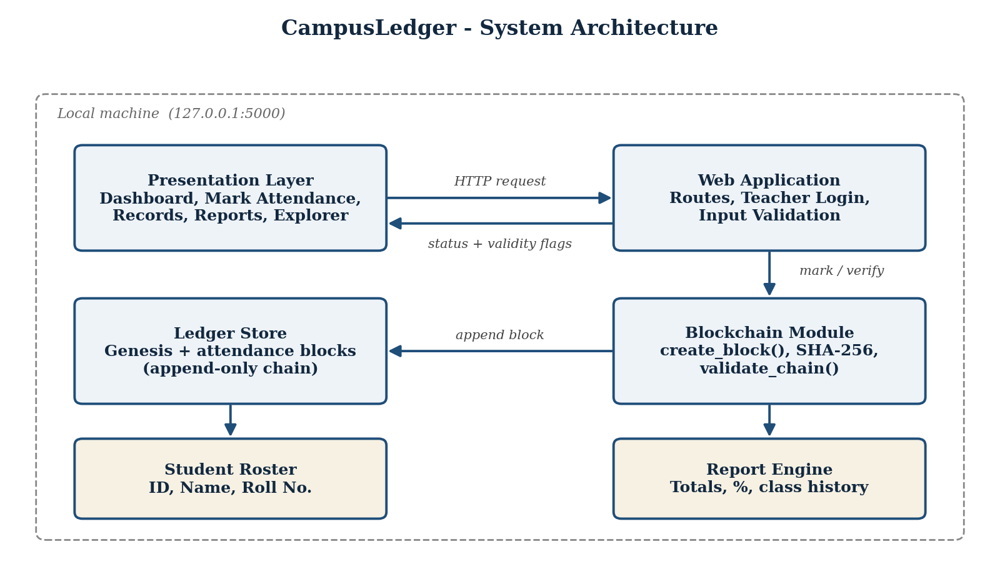 CampusLedger - System Architecture
Local machine  (127.0.0.1:5000)
Presentation Layer
Dashboard, Mark Attendance,
Records, Reports, Explorer
HTTP request
status + validity flags
Web Application
Routes, Teacher Login,
Input Validation
mark / verify
Ledger Store
Genesis + attendance blocks
(append-only chain)
append block
Blockchain Module
create_block(), SHA-256,
validate_chain()
Student Roster
ID, Name, Roll No.
Report Engine
Totals, %, class history